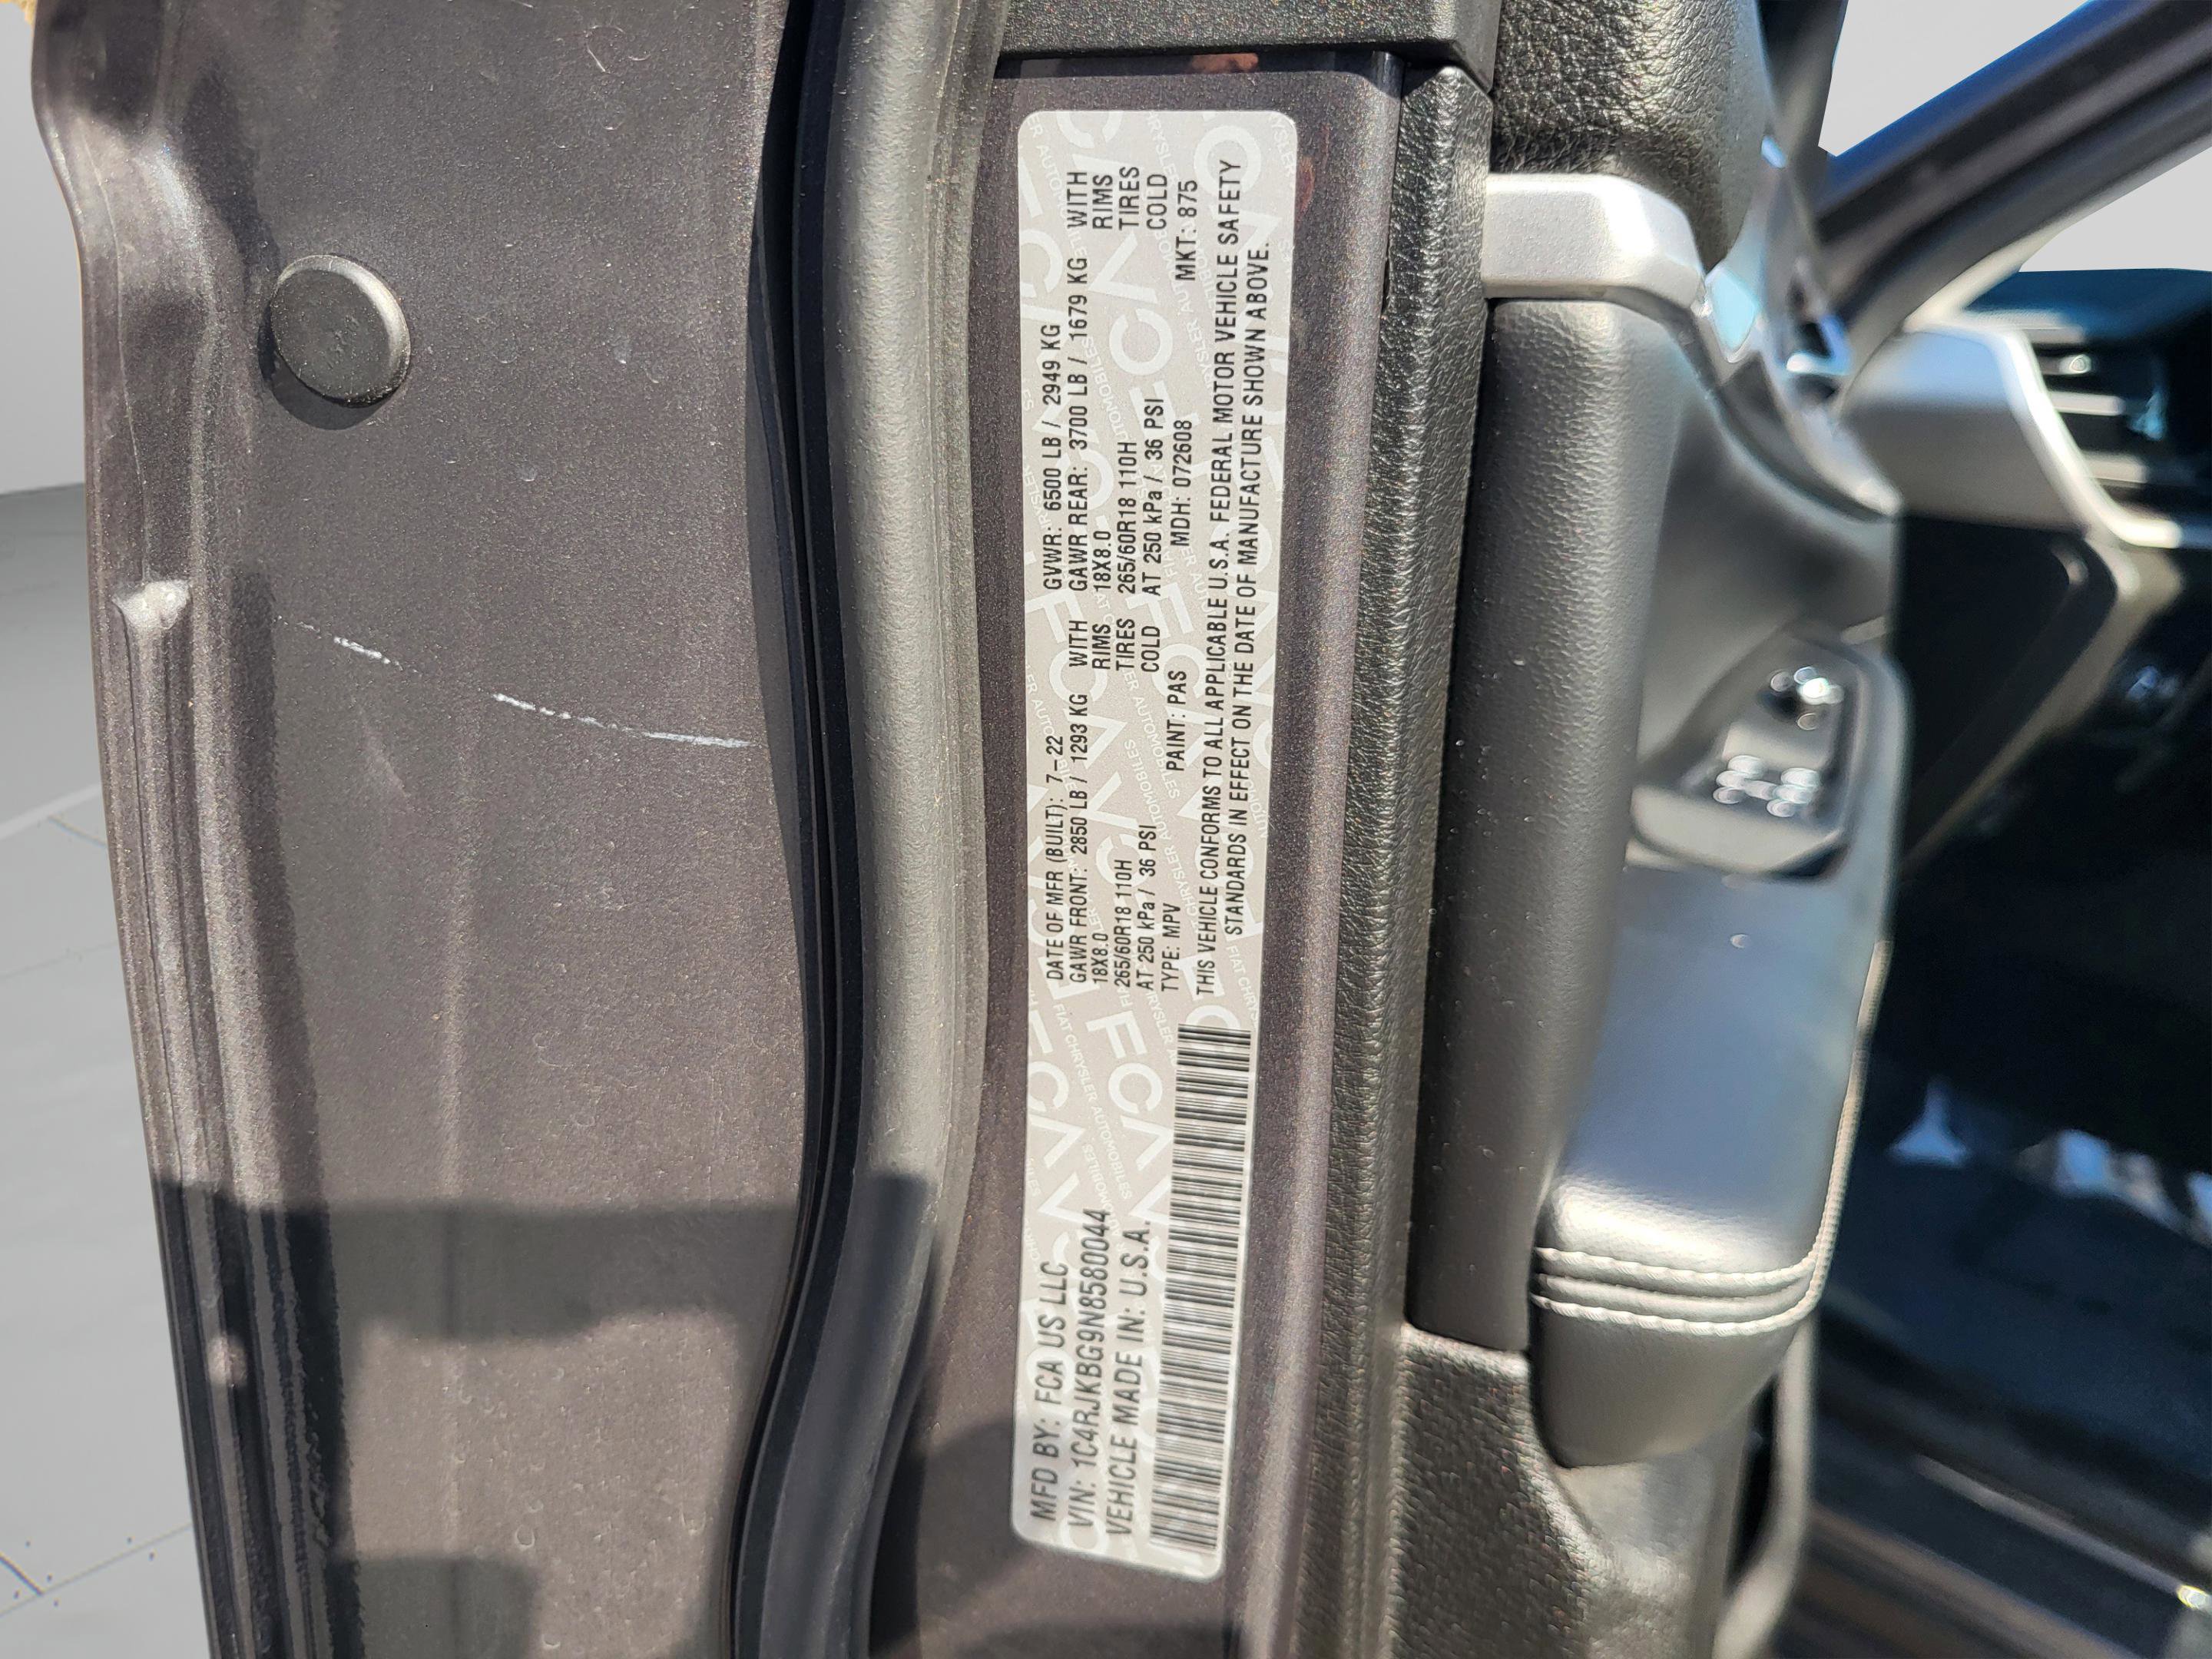 MFD BY: FCA US LLC
VIN: 1C4RJKBG9N8580044
VEHICLE MADE IN: U.S.A.
DATE OF MFR (BUILT): 7-22 GVWR: 6500 LB / 2949 KG
GAWR FRONT: 2850 LB / 1293 KG WITH GAWR REAR: 3700 LB / 1679 KG WITH
18X8.0 RIMS 18X8.0 RIMS
265/60R18 110H TIRES 265/60R18 110H TIRES
AT 250 kPa / 36 PSI COLD AT 250 kPa / 36 PSI COLD
TYPE: MPV PAINT: PAS MDH: 072608 MKT: 875
THIS VEHICLE CONFORMS TO ALL APPLICABLE U.S.A. FEDERAL MOTOR VEHICLE SAFETY
STANDARDS IN EFFECT ON THE DATE OF MANUFACTURE SHOWN ABOVE.